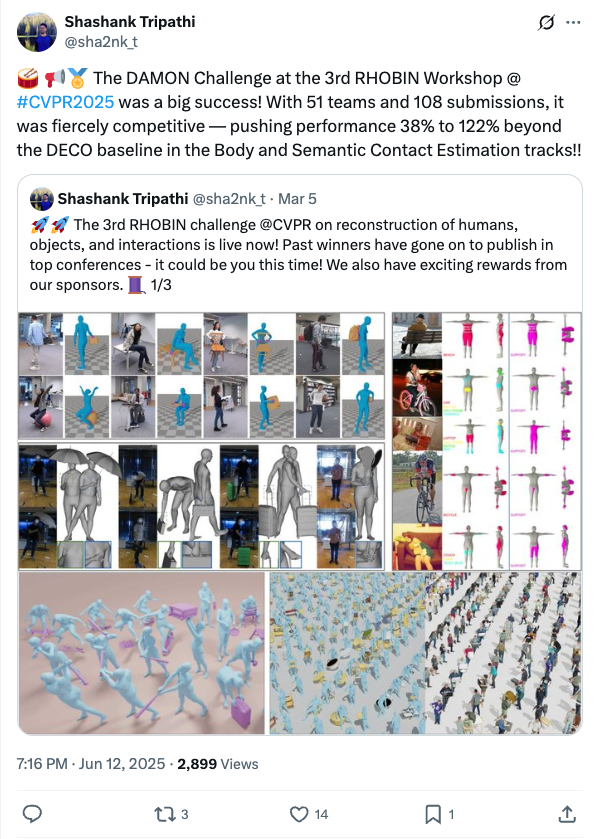 Shashank Tripathi
@sha2nk_t
🥁 📢🏅 The DAMON Challenge at the 3rd RHOBIN Workshop @
#CVPR2025 was a big success! With 51 teams and 108 submissions, it
was fiercely competitive — pushing performance 38% to 122% beyond
the DECO baseline in the Body and Semantic Contact Estimation tracks!!
Shashank Tripathi @sha2nk_t · Mar 5
🚀🚀 The 3rd RHOBIN challenge @CVPR on reconstruction of humans,
objects, and interactions is live now! Past winners have gone on to publish in
top conferences - it could be you this time! We also have exciting rewards from
our sponsors. 🧵 1/3
7:16 PM · Jun 12, 2025 · 2,899 Views
3
14
1